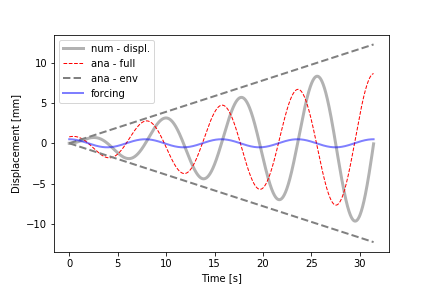 num - displ.
ana - full
ana - env
forcing
Displacement [mm]
10
5
0
−5
−10
0
5
10
15
20
25
30
Time [s]